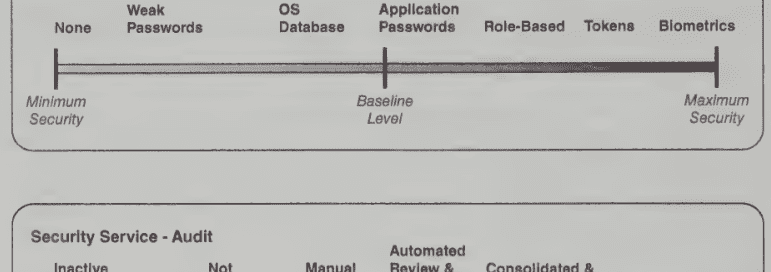 Weak OS Application
None Passwords Database Passwords Role-Based Tokens Biometrics
Minimum Baseline Maximum
Security Level Security
Security Service - Audit
Automated
Inactive Not Manual Review & Consolidated &